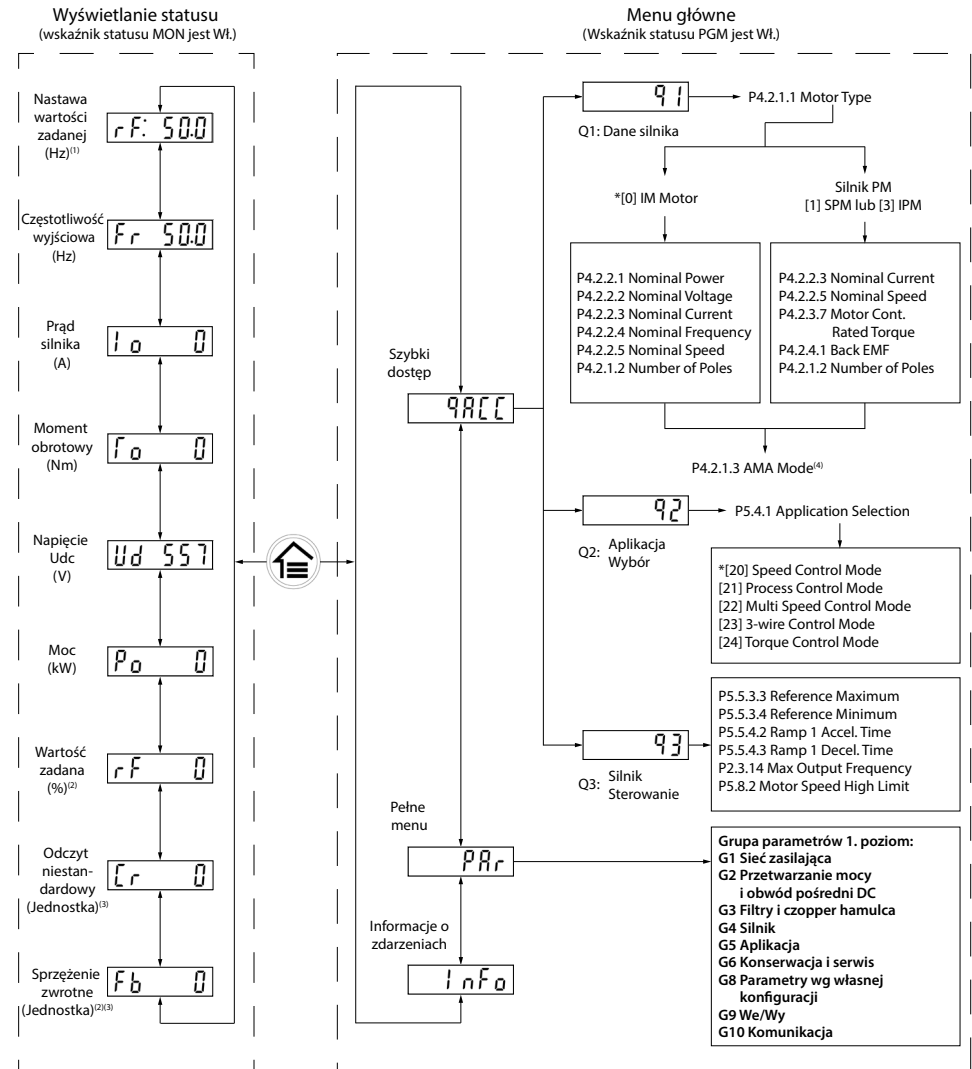 Wyświetlanie statusu
(wskaźnik statusu MON jest Wł.)
Nastawa
wartości
zadanej
(Hz)(1)
rF: 50.0
Częstotliwość
wyjściowa
(Hz)
Fr 50.0
Prąd
silnika
(A)
Io 0
Moment
obrotowy
(Nm)
To 0
Napięcie
Udc
(V)
Ud 557
Moc
(kW)
Po 0
Wartość
zadana
(%)(2)
rF 0
Odczyt
niestan-
dardowy
(Jednostka)(3)
Cr 0
Sprzężenie
zwrotne
(Jednostka)(2)(3)
Fb 0
Menu główne
(Wskaźnik statusu PGM jest Wł.)
Szybki
dostęp
qACC
Pełne
menu
PAr
Informacje o
zdarzeniach
InFo
q1
Q1: Dane silnika
P4.2.1.1 Motor Type
*[0] IM Motor
Silnik PM
[1] SPM lub [3] IPM
P4.2.2.1 Nominal Power
P4.2.2.2 Nominal Voltage
P4.2.2.3 Nominal Current
P4.2.2.4 Nominal Frequency
P4.2.2.5 Nominal Speed
P4.2.1.2 Number of Poles
P4.2.2.3 Nominal Current
P4.2.2.5 Nominal Speed
P4.2.3.7 Motor Cont.
Rated Torque
P4.2.4.1 Back EMF
P4.2.1.2 Number of Poles
P4.2.1.3 AMA Mode(4)
q2
Q2: Aplikacja
Wybór
P5.4.1 Application Selection
*[20] Speed Control Mode
[21] Process Control Mode
[22] Multi Speed Control Mode
[23] 3-wire Control Mode
[24] Torque Control Mode
q3
Q3: Silnik
Sterowanie
P5.5.3.3 Reference Maximum
P5.5.3.4 Reference Minimum
P5.5.4.2 Ramp 1 Accel. Time
P5.5.4.3 Ramp 1 Decel. Time
P2.3.14 Max Output Frequency
P5.8.2 Motor Speed High Limit
Grupa parametrów 1. poziom:
G1 Sieć zasilająca
G2 Przetwarzanie mocy
i obwód pośredni DC
G3 Filtry i czopper hamulca
G4 Silnik
G5 Aplikacja
G6 Konserwacja i serwis
G8 Parametry wg własnej
konfiguracji
G9 We/Wy
G10 Komunikacja